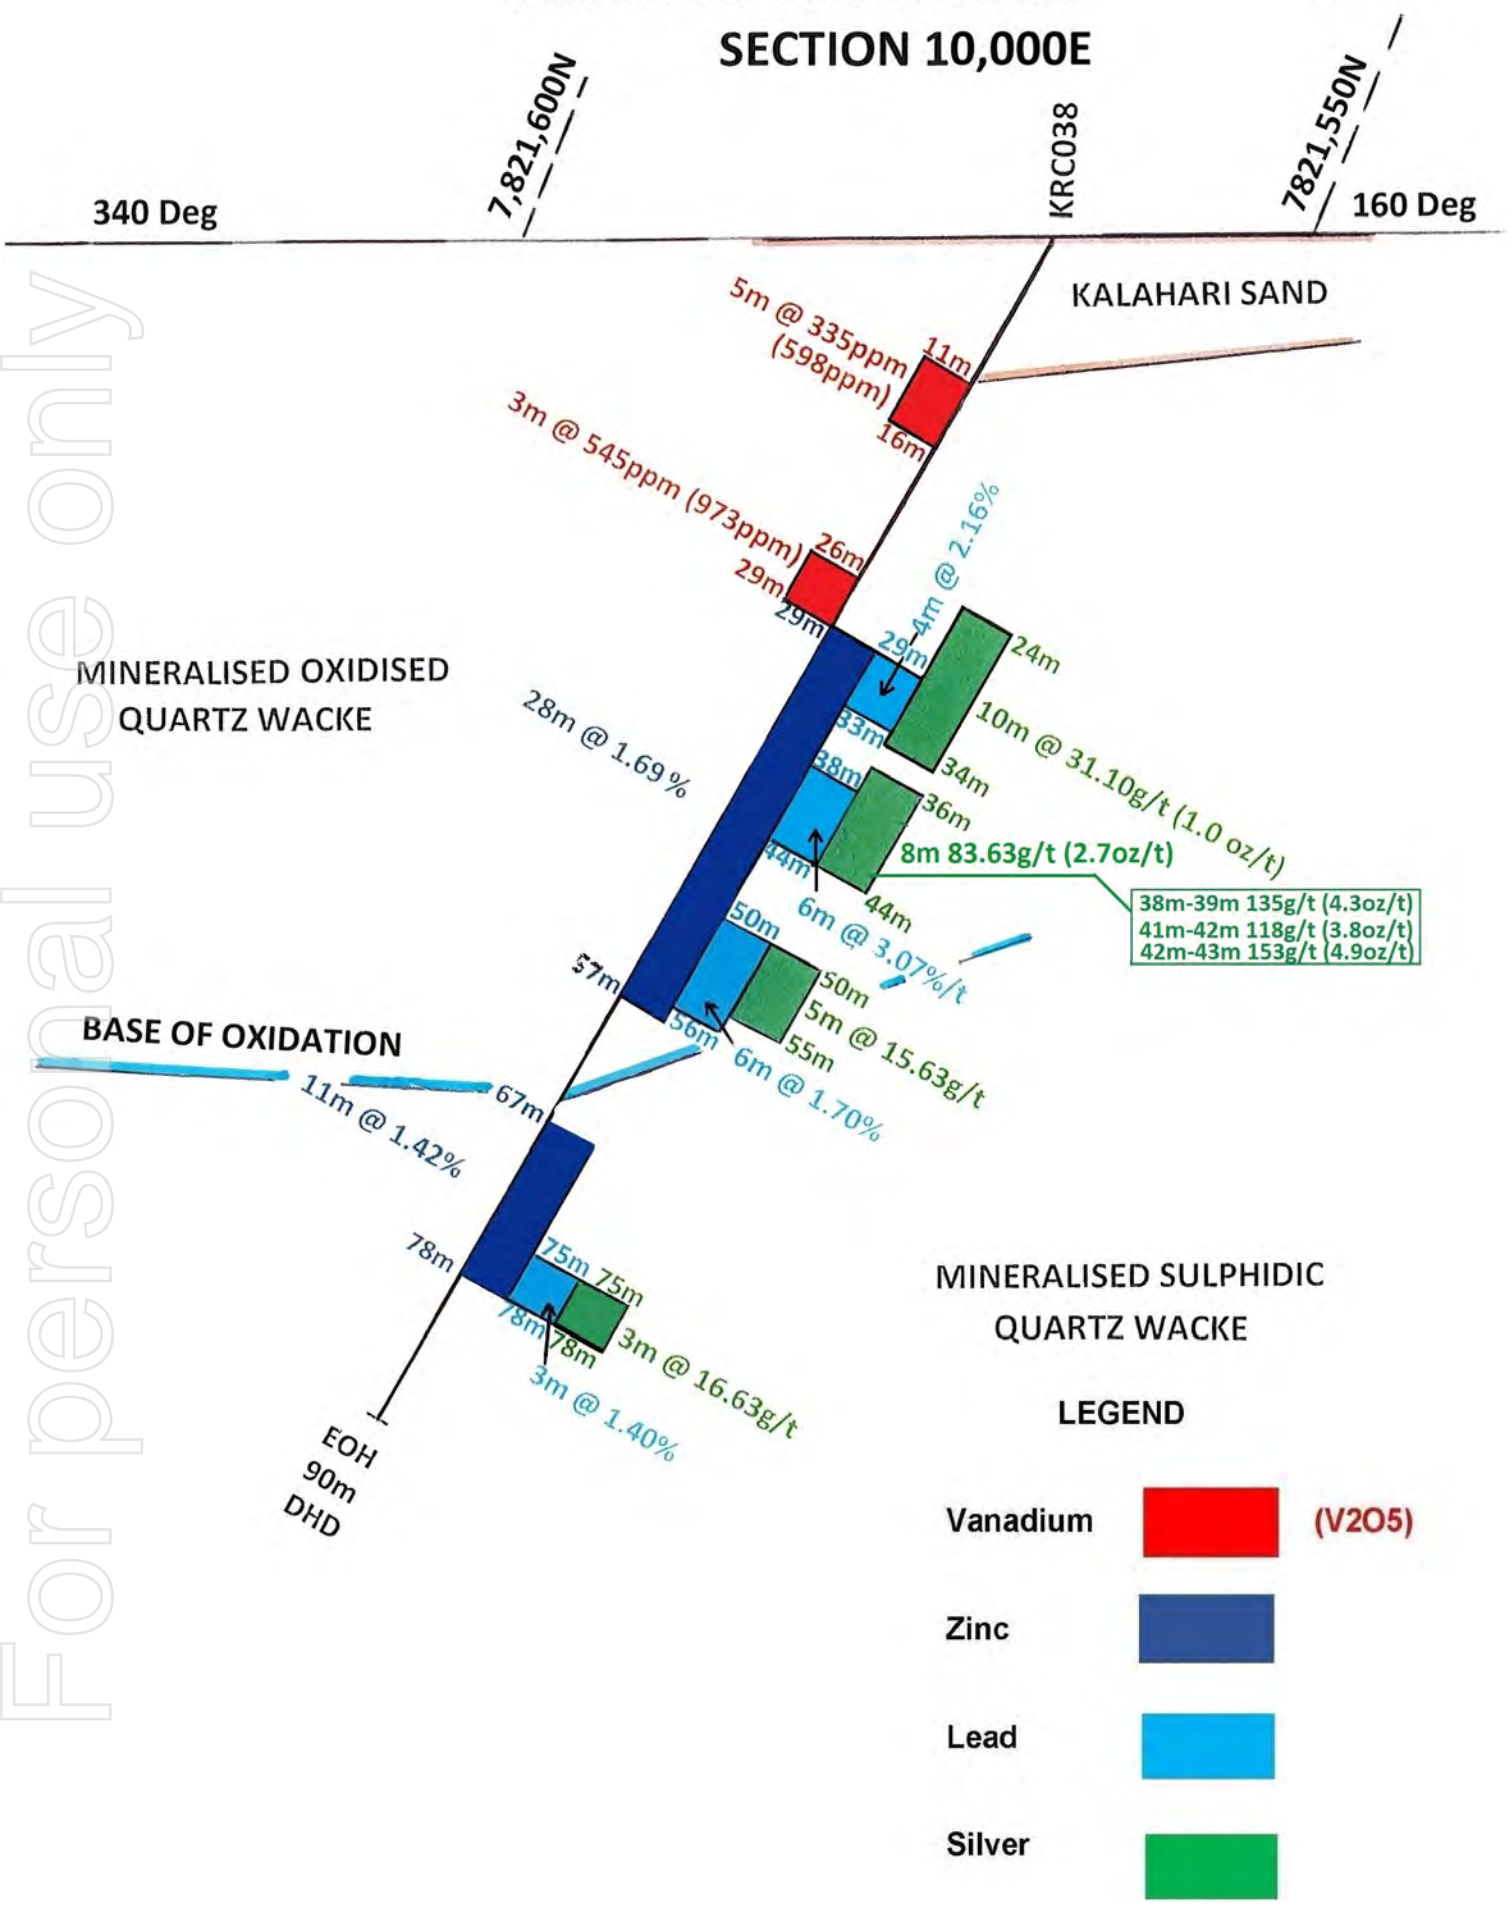 SECTION 10,000E
7,821,600N
KRC038
7821,550N
340 Deg
160 Deg
KALAHARI SAND
5m @ 335ppm
(598ppm)
11m
16m
3m @ 545ppm (973ppm)
26m
29m
29m
4m @ 2.16%
29m
33m
24m
10m @ 31.10g/t (1.0 oz/t)
34m
MINERALISED OXIDISED
QUARTZ WACKE
28m @ 1.69%
38m
44m
36m
8m 83.63g/t (2.7oz/t)
44m
38m-39m 135g/t (4.3oz/t)
41m-42m 118g/t (3.8oz/t)
42m-43m 153g/t (4.9oz/t)
6m @ 3.07%/t
50m
57m
56m
50m
5m @ 15.63g/t
55m
6m @ 1.70%
BASE OF OXIDATION
11m @ 1.42%
67m
78m
75m
75m
78m
78m
3m @ 16.63g/t
3m @ 1.40%
EOH
90m
DHD
MINERALISED SULPHIDIC
QUARTZ WACKE
LEGEND
Vanadium
(V2O5)
Zinc
Lead
Silver
For personal use only